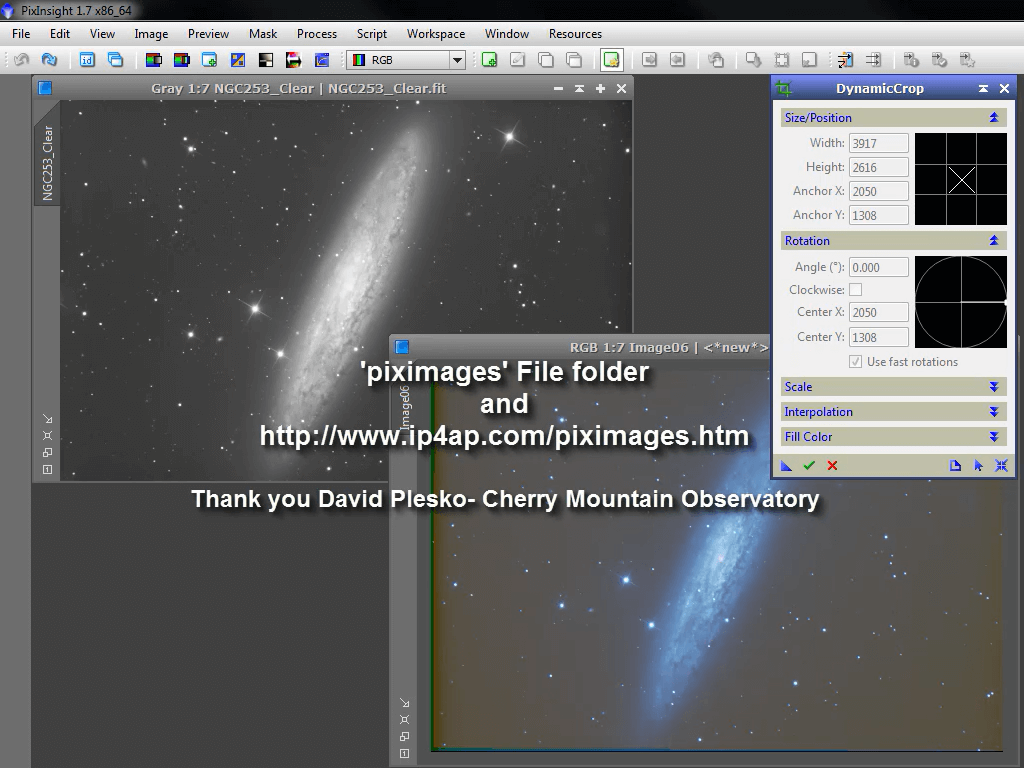 PixInsight 1.7 x86_64
File Edit View Image Preview Mask Process Script Workspace Window Resources
id RGB
Gray 1:7 NGC253_Clear | NGC253_Clear.fit
NGC253_Clear
DynamicCrop
Size/Position
Width: 3917
Height: 2616
Anchor X: 2050
Anchor Y: 1308
Rotation
Angle (°): 0.000
Clockwise:
Center X: 2050
Center Y: 1308
Use fast rotations
Scale
Interpolation
Fill Color
RGB 1:7 Image06 | <*new*>
Image06
'piximages' File folder
and
http://www.ip4ap.com/piximages.htm
Thank you David Plesko- Cherry Mountain Observatory